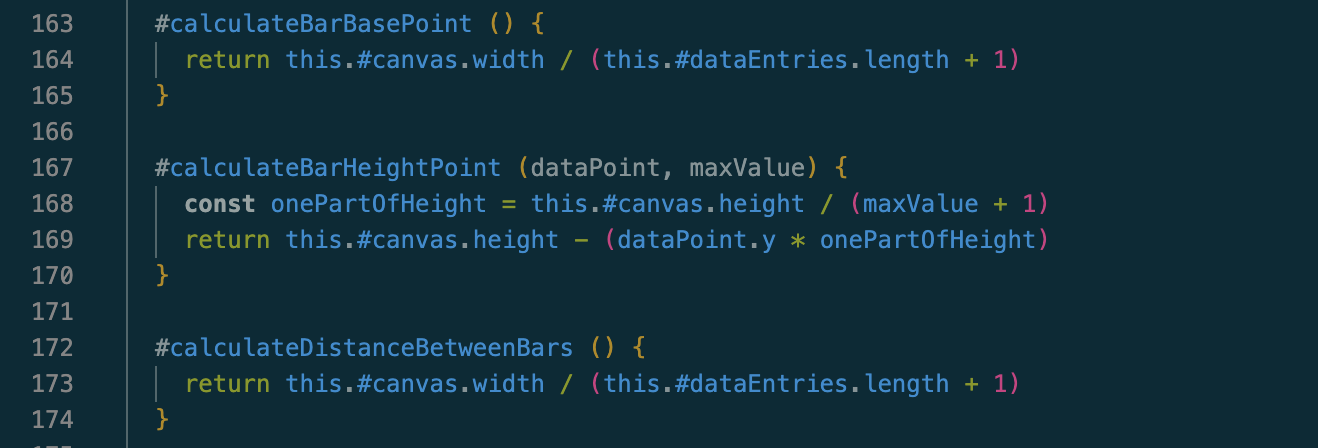 163 #calculateBarBasePoint () {
164 return this.#canvas.width / (this.#dataEntries.length + 1)
165 }
166
167 #calculateBarHeightPoint (dataPoint, maxValue) {
168 const onePartOfHeight = this.#canvas.height / (maxValue + 1)
169 return this.#canvas.height - (dataPoint.y * onePartOfHeight)
170 }
171
172 #calculateDistanceBetweenBars () {
173 return this.#canvas.width / (this.#dataEntries.length + 1)
174 }